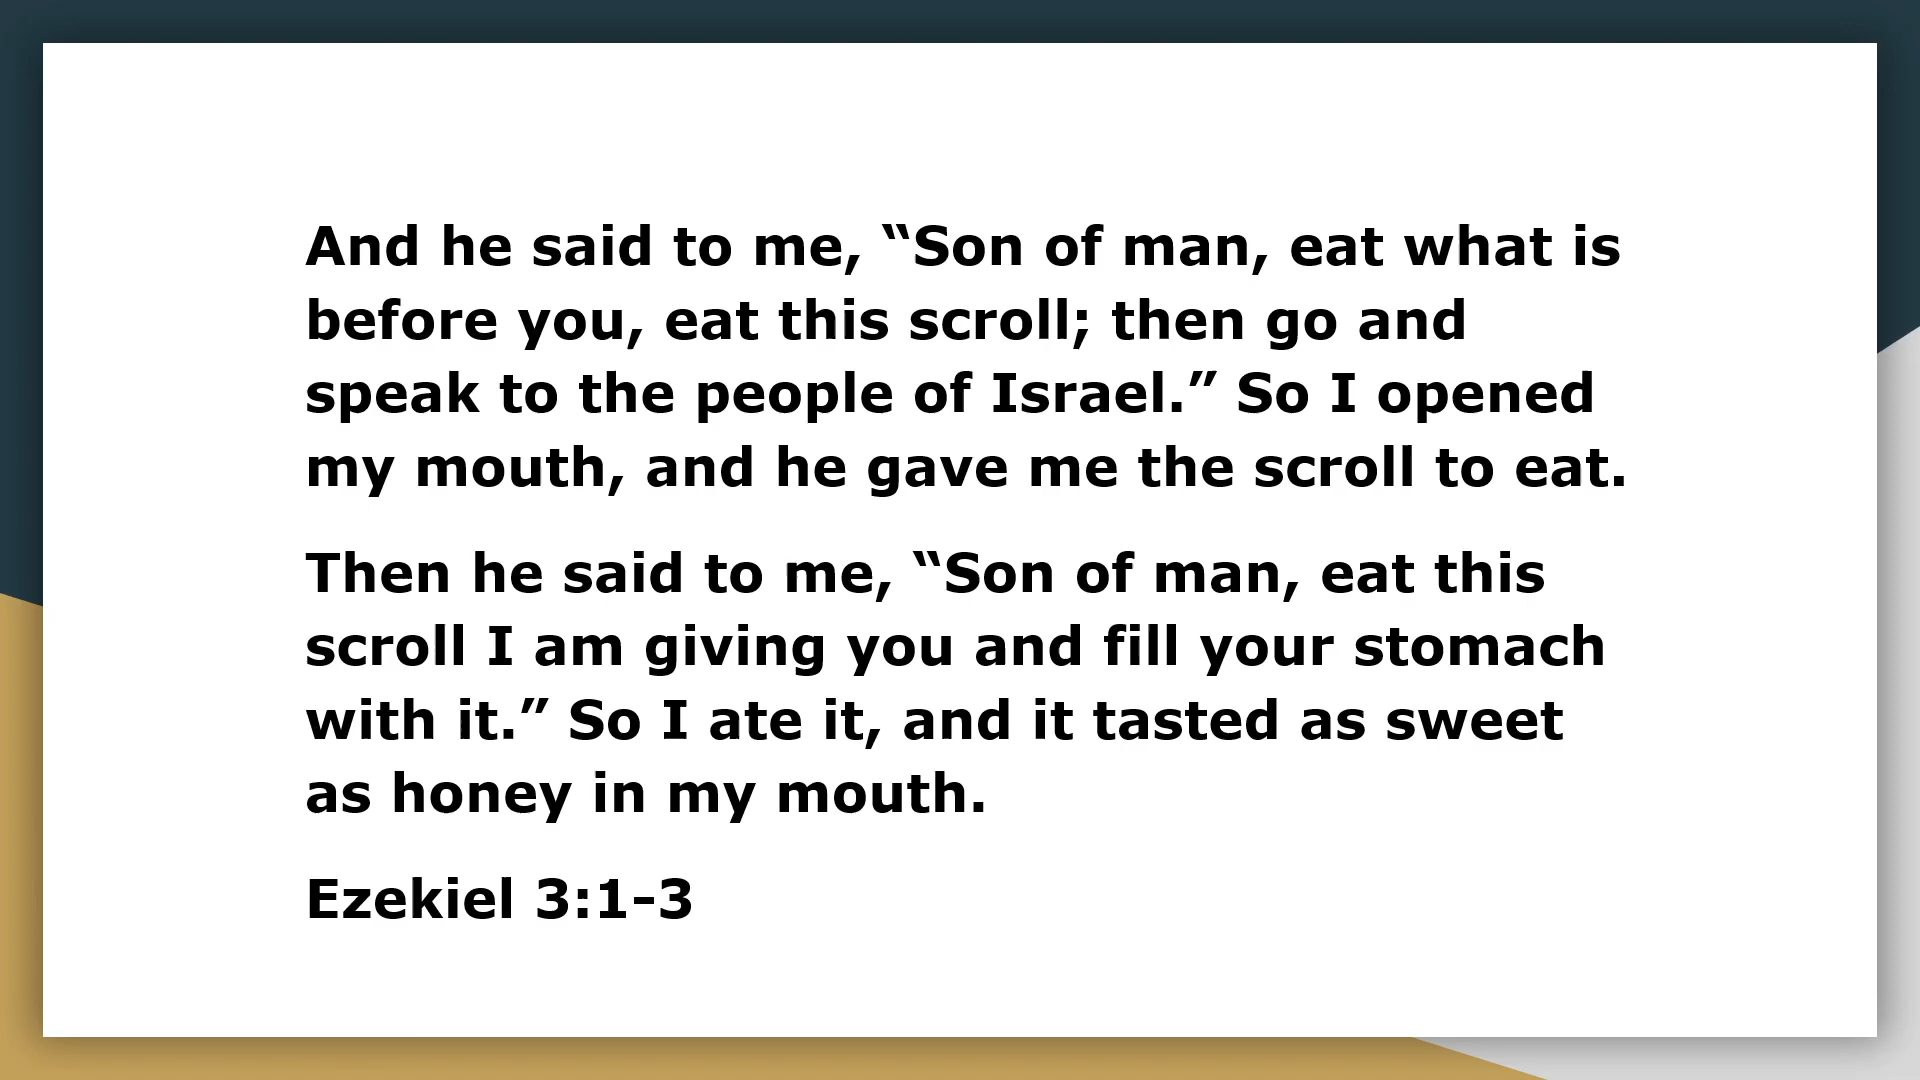 And he said to me, “Son of man, eat what is
before you, eat this scroll; then go and
speak to the people of Israel.” So I opened
my mouth, and he gave me the scroll to eat.
Then he said to me, “Son of man, eat this
scroll I am giving you and fill your stomach
with it.” So I ate it, and it tasted as sweet
as honey in my mouth.
Ezekiel 3:1-3